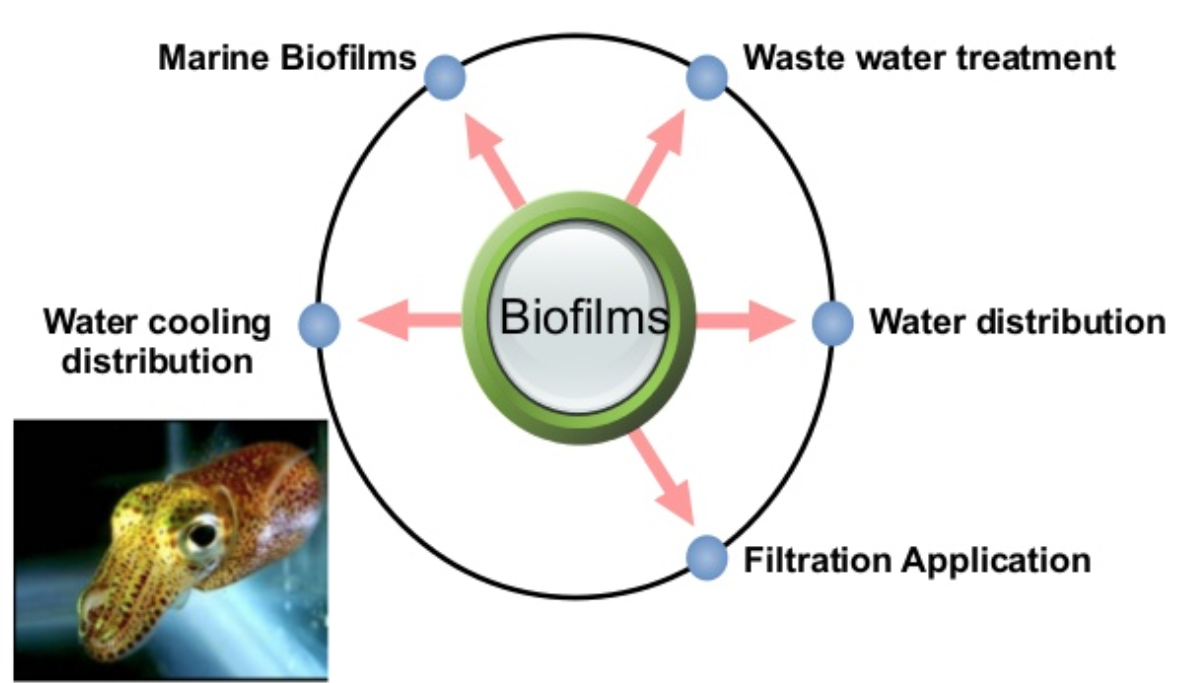 Marine Biofilms
Waste water treatment
Biofilms
Water cooling
distribution
Water distribution
Filtration Application